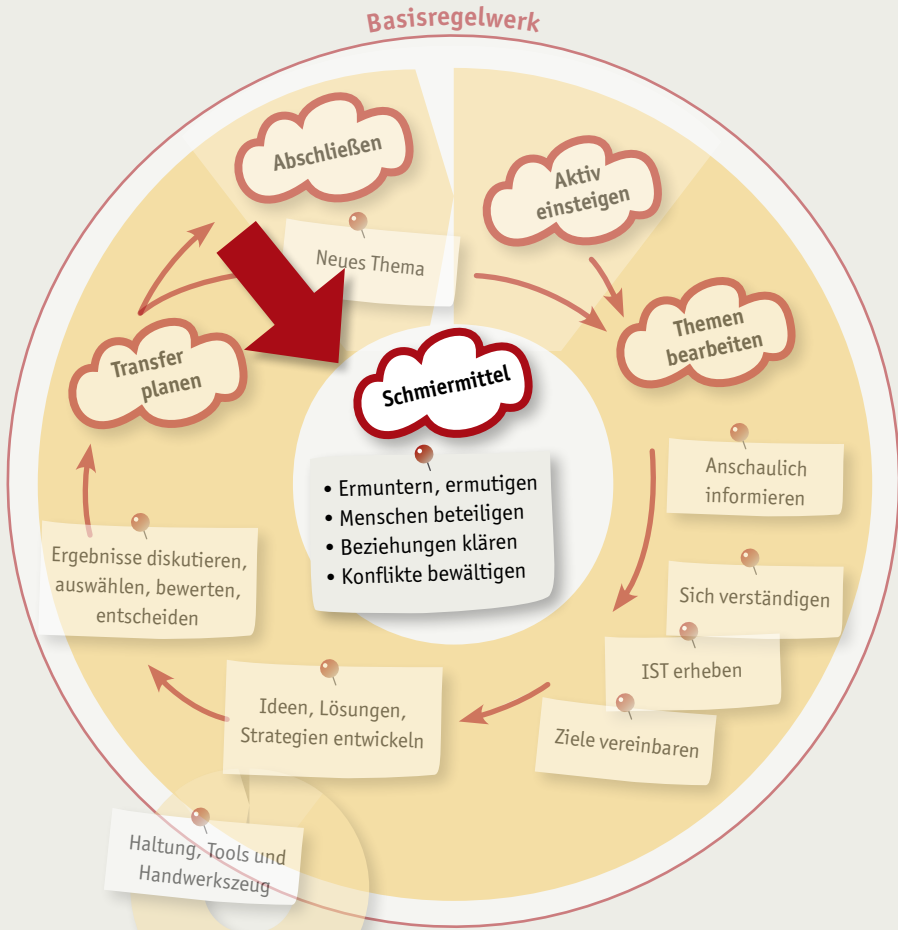 Basisregelwerk
Abschließen
Aktiv
einsteigen
Neues Thema
Themen
bearbeiten
Transfer
planen
Schmiermittel
• Ermuntern, ermutigen
• Menschen beteiligen
• Beziehungen klären
• Konflikte bewältigen
Anschaulich
informieren
Sich verständigen
IST erheben
Ziele vereinbaren
Ideen, Lösungen,
Strategien entwickeln
Ergebnisse diskutieren,
auswählen, bewerten,
entscheiden
Haltung, Tools und
Handwerkszeug